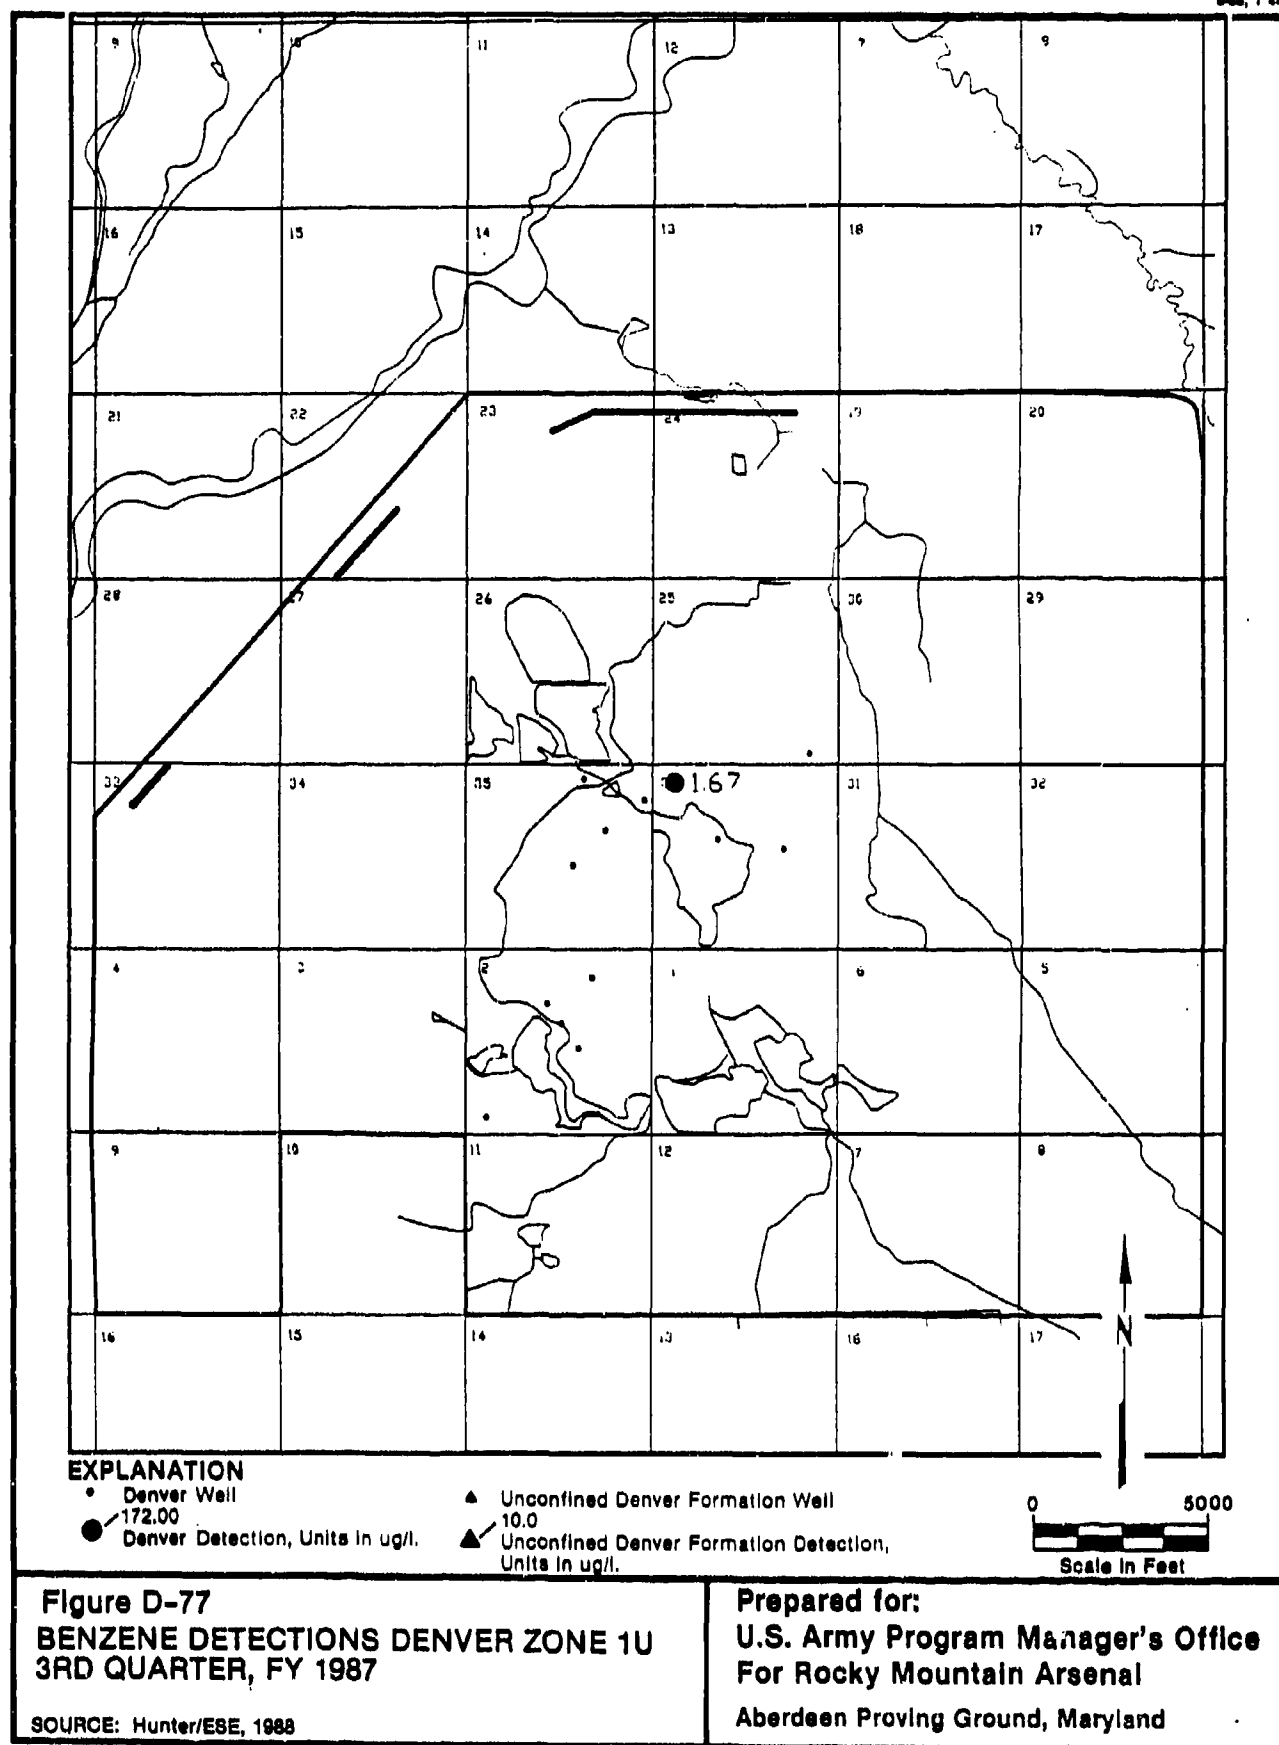 9 10 11 12 7 8
16 15 14 13 18 17
21 22 23 24 19 20
28 27 26 25 30 29
33 34 35 1.67 31 32
4 3 2 1 6 5
9 10 11 12 7 8
16 15 14 13 18 17
N
EXPLANATION
Denver Well
172.00
Denver Detection, Units in ug/l.
Unconfined Denver Formation Well
10.0
Unconfined Denver Formation Detection,
Units in ug/l.
0 5000
Scale in Feet
Figure D-77
BENZENE DETECTIONS DENVER ZONE 1U
3RD QUARTER, FY 1987
SOURCE: Hunter/ESE, 1988
Prepared for:
U.S. Army Program Manager's Office
For Rocky Mountain Arsenal
Aberdeen Proving Ground, Maryland